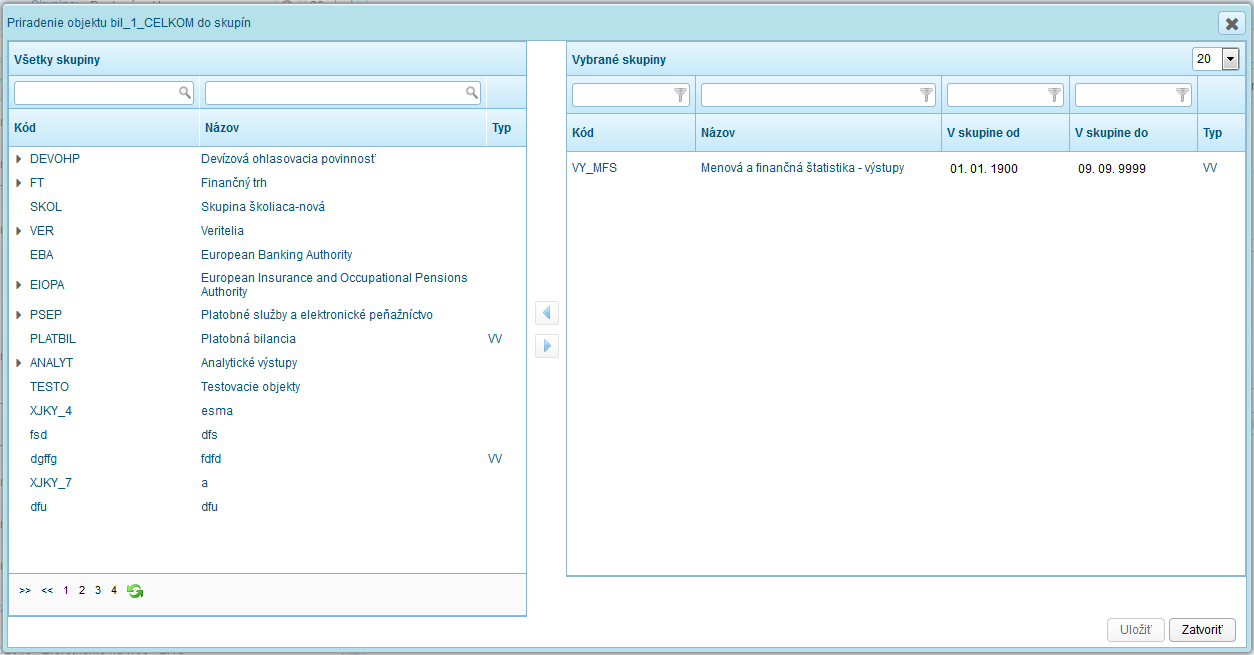 Priradenie objektu bil_1_CELKOM do skupín
Všetky skupiny
Kód Názov Typ
DEVOHP Devízová ohlasovacia povinnosť
FT Finančný trh
SKOL Skupina školiaca-nová
VER Veritelia
EBA European Banking Authority
EIOPA European Insurance and Occupational Pensions
Authority
PSEP Platobné služby a elektronické peňažníctvo
PLATBIL Platobná bilancia VV
ANALYT Analytické výstupy
TESTO Testovacie objekty
XJKY_4 esma
fsd dfs
dgffg fdfd VV
XJKY_7 a
dfu dfu
>> << 1 2 3 4
Vybrané skupiny 20
Kód Názov V skupine od V skupine do Typ
VY_MFS Menová a finančná štatistika - výstupy 01. 01. 1900 09. 09. 9999 VV
Uložiť Zatvoriť